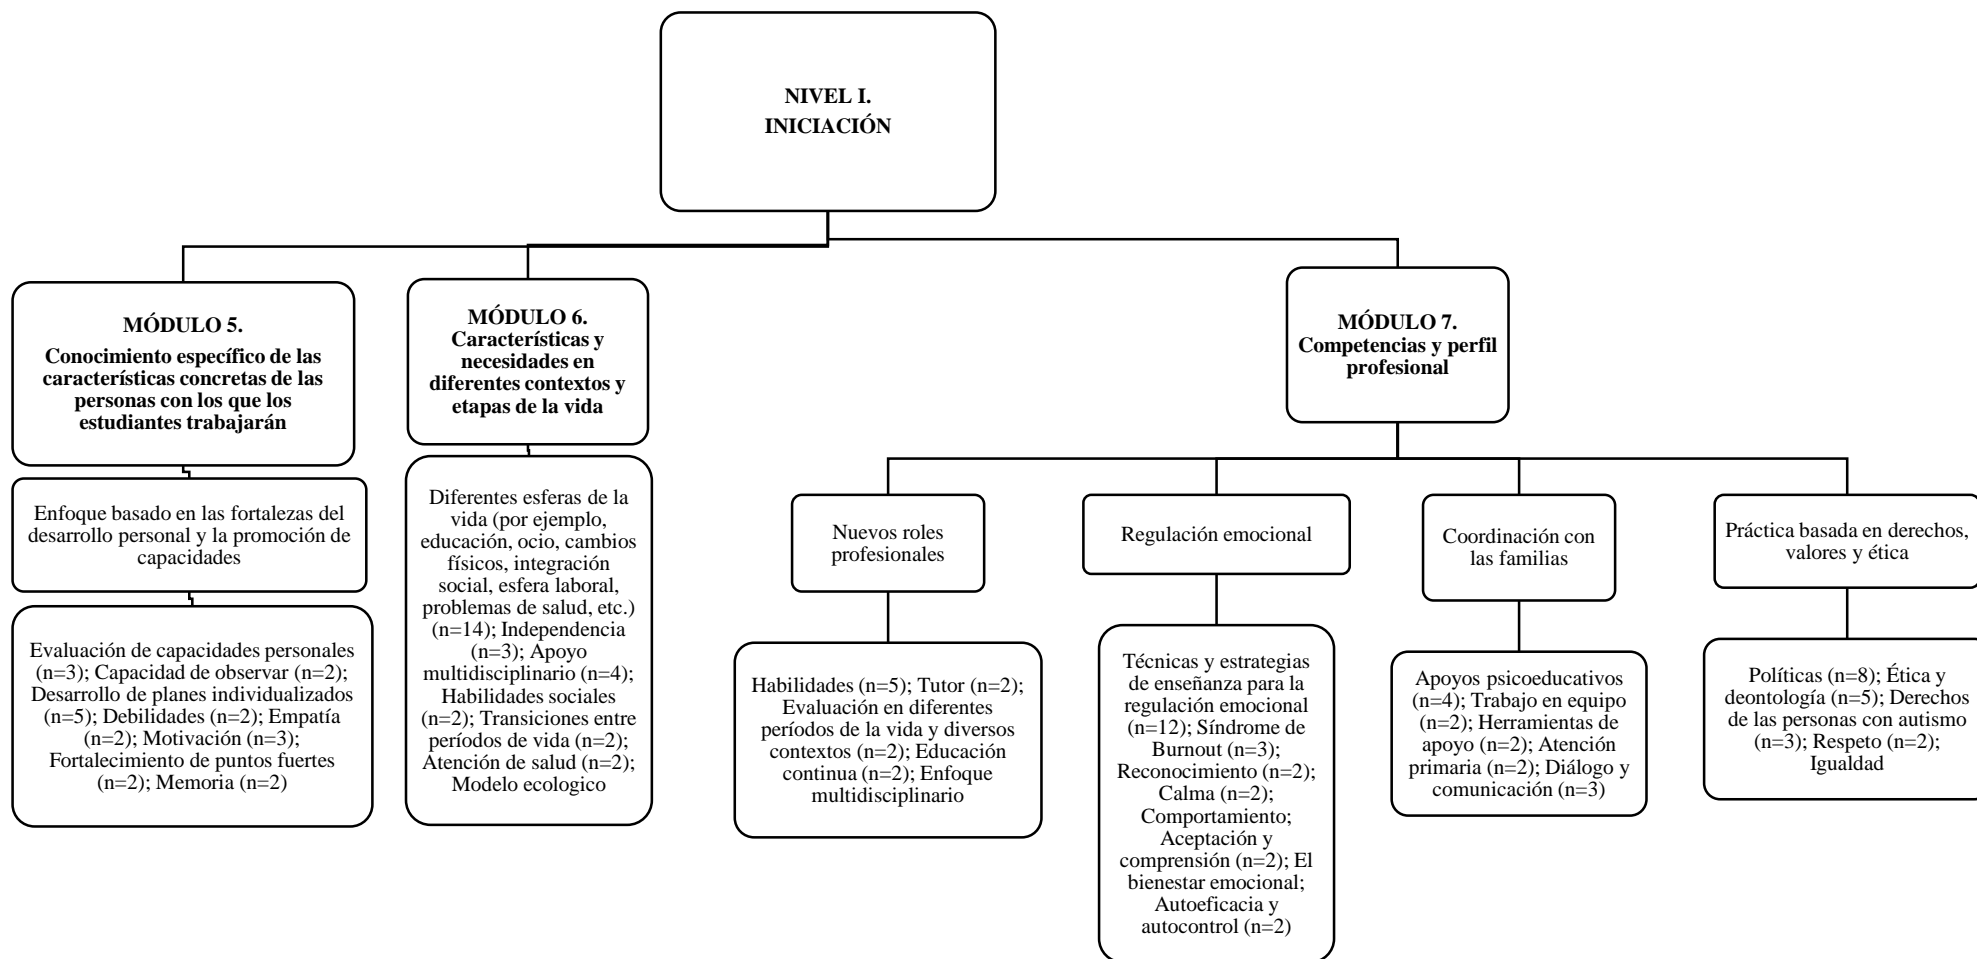 NIVEL I.
INICIACIÓN
MÓDULO 5.
Conocimiento específico de las
características concretas de las
personas con los que los
estudiantes trabajarán
Enfoque basado en las fortalezas del
desarrollo personal y la promoción de
capacidades
Evaluación de capacidades personales
(n=3); Capacidad de observar (n=2);
Desarrollo de planes individualizados
(n=5); Debilidades (n=2); Empatía
(n=2); Motivación (n=3);
Fortalecimiento de puntos fuertes
(n=2); Memoria (n=2)
MÓDULO 6.
Características y
necesidades en
diferentes contextos y
etapas de la vida
Diferentes esferas de la
vida (por ejemplo,
educación, ocio, cambios
físicos, integración
social, esfera laboral,
problemas de salud, etc.)
(n=14); Independencia
(n=3); Apoyo
multidisciplinario (n=4);
Habilidades sociales
(n=2); Transiciones entre
períodos de vida (n=2);
Atención de salud (n=2);
Modelo ecologico
MÓDULO 7.
Competencias y perfil
profesional
Nuevos roles
profesionales
Habilidades (n=5); Tutor (n=2);
Evaluación en diferentes
períodos de la vida y diversos
contextos (n=2); Educación
continua (n=2); Enfoque
multidisciplinario
Regulación emocional
Técnicas y estrategias
de enseñanza para la
regulación emocional
(n=12); Síndrome de
Burnout (n=3);
Reconocimiento (n=2);
Calma (n=2);
Comportamiento;
Aceptación y
comprensión (n=2); El
bienestar emocional;
Autoeficacia y
autocontrol (n=2)
Coordinación con
las familias
Apoyos psicoeducativos
(n=4); Trabajo en equipo
(n=2); Herramientas de
apoyo (n=2); Atención
primaria (n=2); Diálogo y
comunicación (n=3)
Práctica basada en derechos,
valores y ética
Políticas (n=8); Ética y
deontología (n=5); Derechos
de las personas con autismo
(n=3); Respeto (n=2);
Igualdad